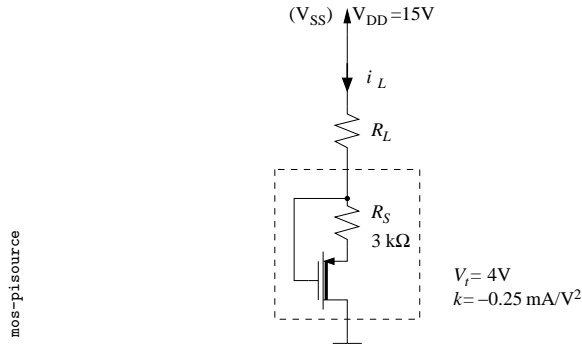 (V_SS) V_DD =15V
i_L
R_L
R_S
3 kΩ
V_t= 4V
k= –0.25 mA/V²
mos-pisource